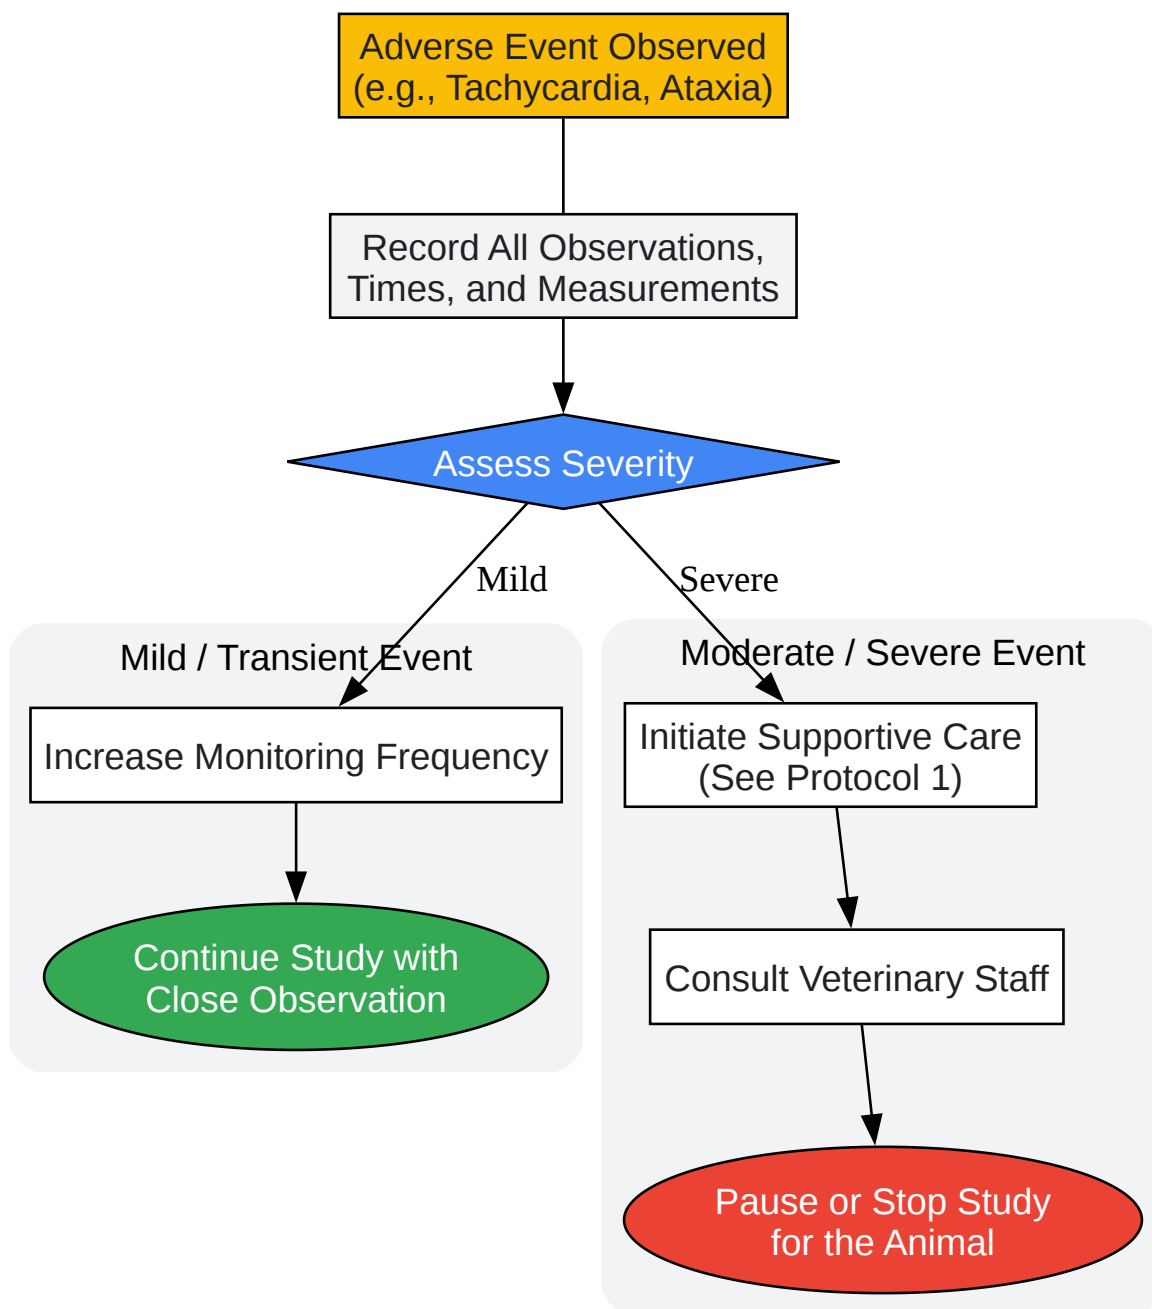 Adverse Event Observed
(e.g., Tachycardia, Ataxia)
Record All Observations,
Times, and Measurements
Assess Severity
Mild
Severe
Mild / Transient Event
Increase Monitoring Frequency
Continue Study with
Close Observation
Moderate / Severe Event
Initiate Supportive Care
(See Protocol 1)
Consult Veterinary Staff
Pause or Stop Study
for the Animal